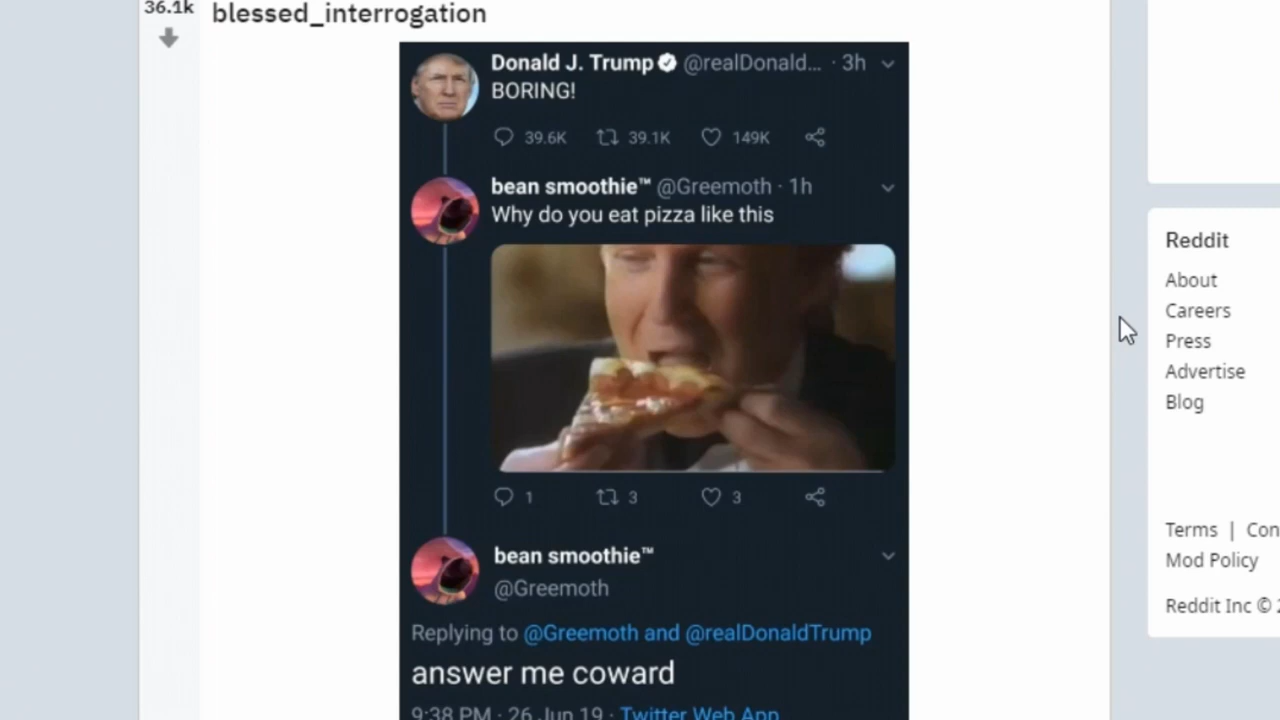 36.1k
blessed_interrogation
Donald J. Trump @realDonald... · 3h
BORING!
39.6K 39.1K 149K
bean smoothie™ @Greemoth · 1h
Why do you eat pizza like this
1 3 3
bean smoothie™
@Greemoth
Replying to @Greemoth and @realDonaldTrump
answer me coward
9:38 PM · 26 Jun 19 · Twitter Web App
Reddit
About
Careers
Press
Advertise
Blog
Terms | Con
Mod Policy
Reddit Inc © 2